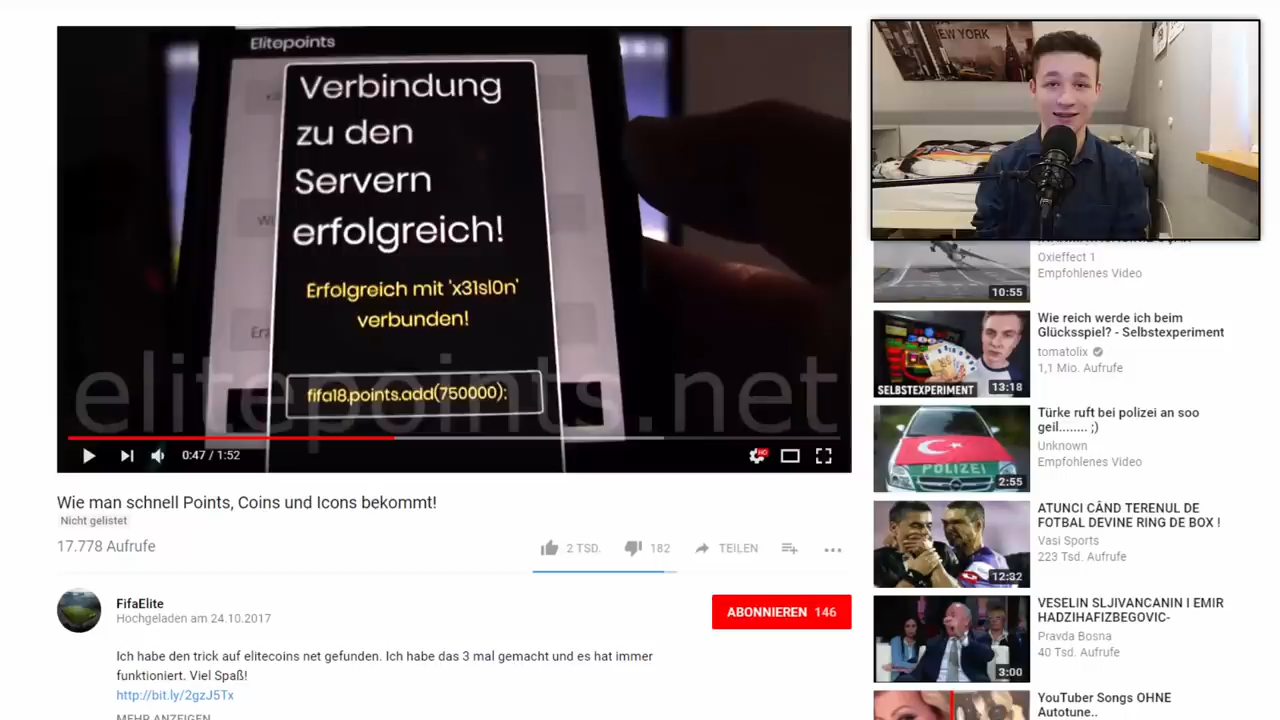 Elitepoints
Verbindung
zu den
Servern
erfolgreich!
Erfolgreich mit 'x31sl0n'
verbunden!
fifa18.points.add(750000);
elitepoints.net
0:47 / 1:52
HD
Wie man schnell Points, Coins und Icons bekommt!
Nicht gelistet
17.778 Aufrufe
2 TSD.
182
TEILEN
FifaElite
Hochgeladen am 24.10.2017
ABONNIEREN 146
Ich habe den trick auf elitecoins net gefunden. Ich habe das 3 mal gemacht und es hat immer
funktioniert. Viel Spaß!
http://bit.ly/2gzJ5Tx
MEHR ANZEIGEN
EW YORK
Oxieffect 1
Empfohlenes Video
10:55
Wie reich werde ich beim
Glücksspiel? - Selbstexperiment
tomatolix
1,1 Mio. Aufrufe
SELBSTEXPERIMENT
13:18
Türke ruft bei polizei an soo
geil........ ;)
Unknown
Empfohlenes Video
POLIZEI
2:55
ATUNCI CÂND TERENUL DE
FOTBAL DEVINE RING DE BOX !
Vasi Sports
223 Tsd. Aufrufe
12:32
VESELIN SLJIVANCANIN I EMIR
HADZIHAFIZBEGOVIC-
Pravda Bosna
40 Tsd. Aufrufe
3:00
YouTuber Songs OHNE
Autotune..